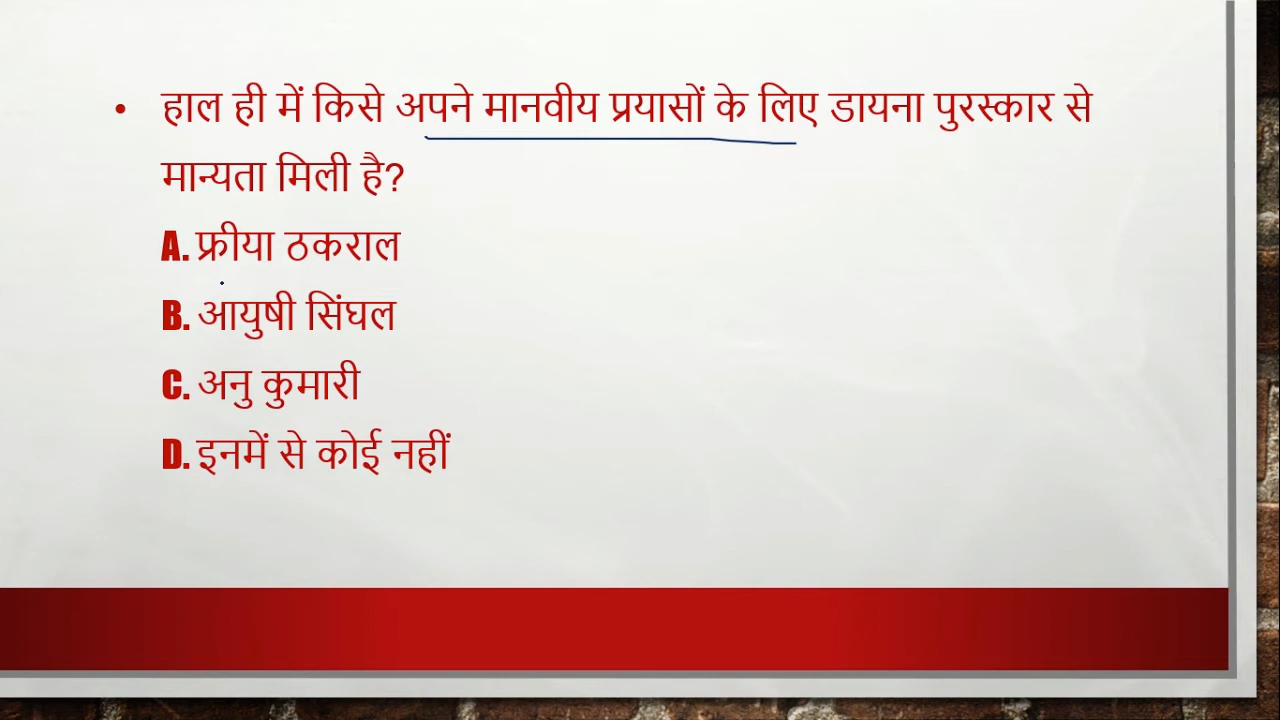 • हाल ही में किसे अपने मानवीय प्रयासों के लिए डायना पुरस्कार से
मान्यता मिली है?
A. फ्रीया ठकराल
B. आयुषी सिंघल
C. अनु कुमारी
D. इनमें से कोई नहीं